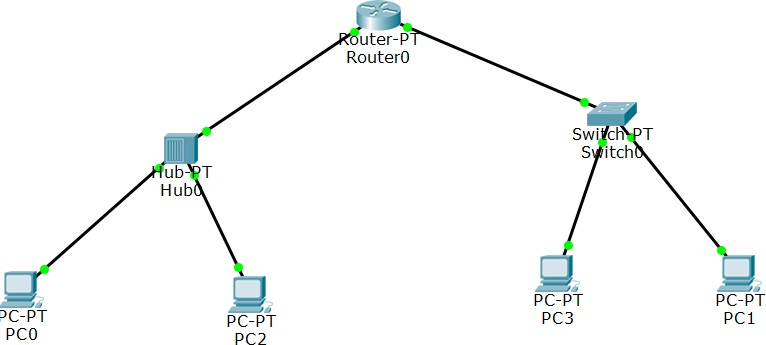 Router-PT
Router0
Switch-PT
Switch0
Hub-PT
Hub0
PC-PT
PC0
PC-PT
PC2
PC-PT
PC3
PC-PT
PC1